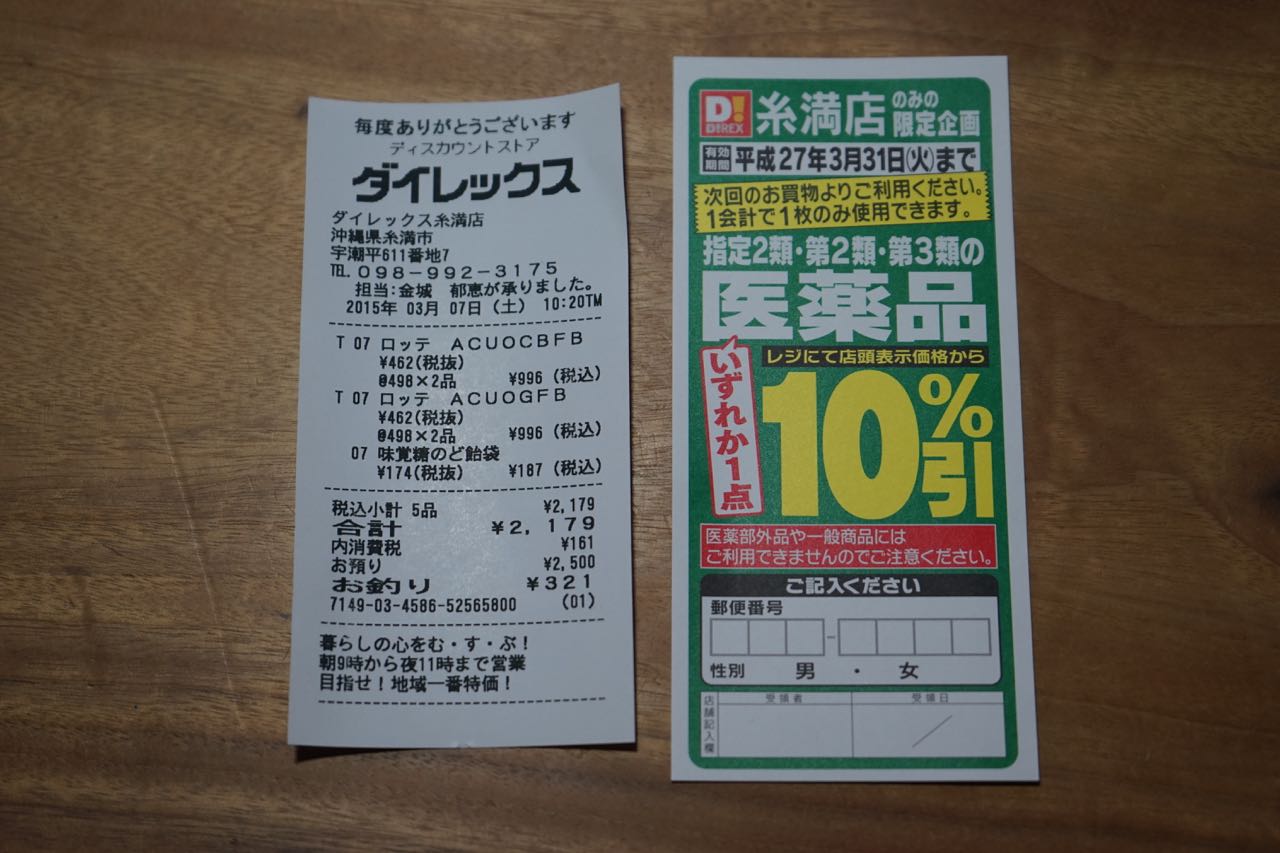 毎度ありがとうございます
ディスカウントストア
ダイレックス
ダイレックス糸満店
沖縄県糸満市
字潮平611番地7
TEL.098-992-3175
担当:金城 郁恵が承りました。
2015年 03月 07日(土) 10:20TM
T 07 ロッテ ACUOCBFB
¥462(税抜)
@498×2品 ¥996(税込)
T 07 ロッテ ACUOGFB
¥462(税抜)
@498×2品 ¥996(税込)
07 味覚糖のど飴袋
¥174(税抜) ¥187(税込)
税込小計 5品 ¥2,179
合計 ¥2,179
内消費税 ¥161
お預り ¥2,500
お釣り ¥321
7149-03-4586-52565800 (01)
暮らしの心をむ・す・ぶ!
朝9時から夜11時まで営業
目指せ!地域一番特価!
D!
DiREX
糸満店
のみの
限定企画
有効期間 平成27年3月31日(火)まで
次回のお買物よりご利用ください。
1会計で1枚のみ使用できます。
指定2類・第2類・第3類の
医薬品
いずれか1点
レジにて店頭表示価格から
10%引
医薬部外品や一般商品には
ご利用できませんのでご注意ください。
ご記入ください
郵便番号
-
性別 男 ・ 女
店舗記入欄 受領者 受領日
/